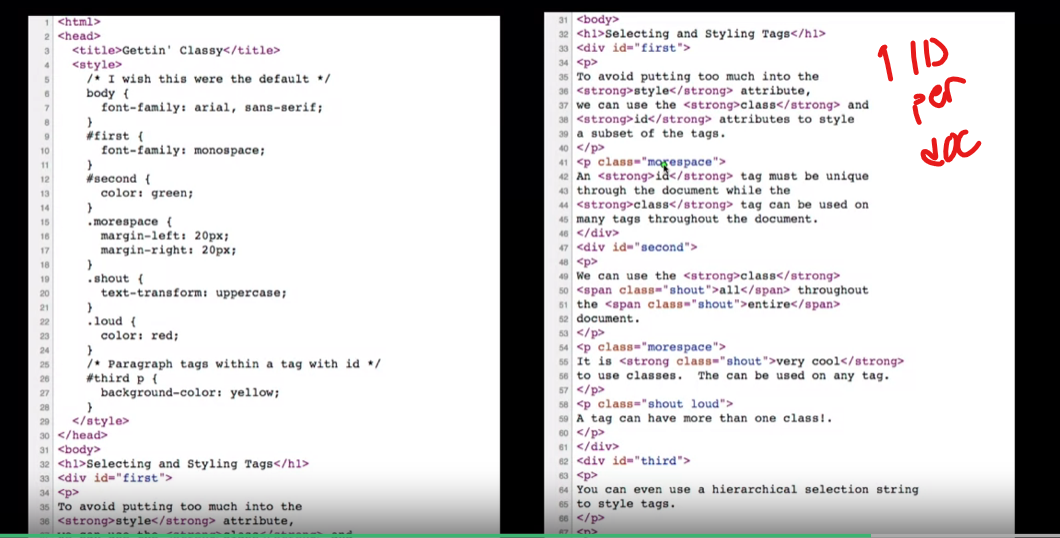 1 <html>
2 <head>
3 <title>Gettin' Classy</title>
4 <style>
5 /* I wish this were the default */
6 body {
7 font-family: arial, sans-serif;
8 }
9 #first {
10 font-family: monospace;
11 }
12 #second {
13 color: green;
14 }
15 .morespace {
16 margin-left: 20px;
17 margin-right: 20px;
18 }
19 .shout {
20 text-transform: uppercase;
21 }
22 .loud {
23 color: red;
24 }
25 /* Paragraph tags within a tag with id */
26 #third p {
27 background-color: yellow;
28 }
29 </style>
30 </head>
31 <body>
32 <h1>Selecting and Styling Tags</h1>
33 <div id="first">
34 <p>
35 To avoid putting too much into the
36 <strong>style</strong> attribute,
31 <body>
32 <h1>Selecting and Styling Tags</h1>
33 <div id="first">
34 <p>
35 To avoid putting too much into the
36 <strong>style</strong> attribute,
37 we can use the <strong>class</strong> and
38 <strong>id</strong> attributes to style
39 a subset of the tags.
40 </p>
41 <p class="morespace">
42 An <strong>id</strong> tag must be unique
43 through the document while the
44 <strong>class</strong> tag can be used on
45 many tags throughout the document.
46 </div>
47 <div id="second">
48 <p>
49 We can use the <strong>class</strong>
50 <span class="shout">all</span> throughout
51 the <span class="shout">entire</span>
52 document.
53 </p>
54 <p class="morespace">
55 It is <strong class="shout">very cool</strong>
56 to use classes.  The can be used on any tag.
57 </p>
58 <p class="shout loud">
59 A tag can have more than one class!.
60 </p>
61 </div>
62 <div id="third">
63 <p>
64 You can even use a hierarchical selection string
65 to style tags.
66 </p>
67 <p>
1 ID
per
doc